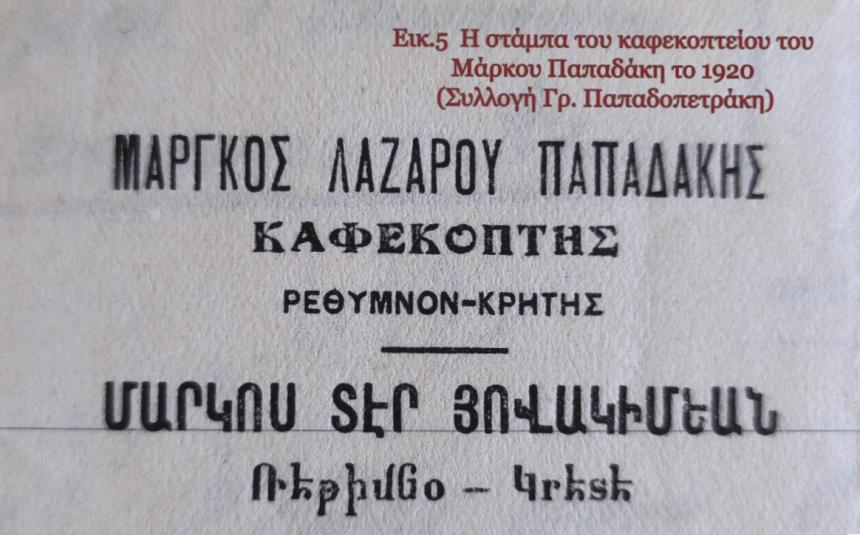 Εικ.5 Η στάμπα του καφεκοπτείου του
Μάρκου Παπαδάκη το 1920
(Συλλογή Γρ. Παπαδοπετράκη)
ΜΑΡΓΚΟΣ ΛΑΖΑΡΟΥ ΠΑΠΑΔΑΚΗΣ
ΚΑΦΕΚΟΠΤΗΣ
ΡΕΘΥΜΝΟΝ-ΚΡΗΤΗΣ
ՄԱՐԿՈՍ ՏԷՐ ՅՈՎԱԿԻՄԵԱՆ
Ռէթիմնօ – Կրէտէ